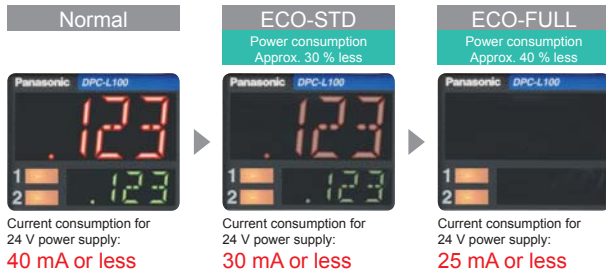 Normal
ECO-STD
Power consumption
Approx. 30 % less
ECO-FULL
Power consumption
Approx. 40 % less
Panasonic DPC-L100
.123
1
2
.123
Panasonic DPC-L100
.123
1
2
.123
Panasonic DPC-L100
1
2
Current consumption for
24 V power supply:
40 mA or less
Current consumption for
24 V power supply:
30 mA or less
Current consumption for
24 V power supply:
25 mA or less